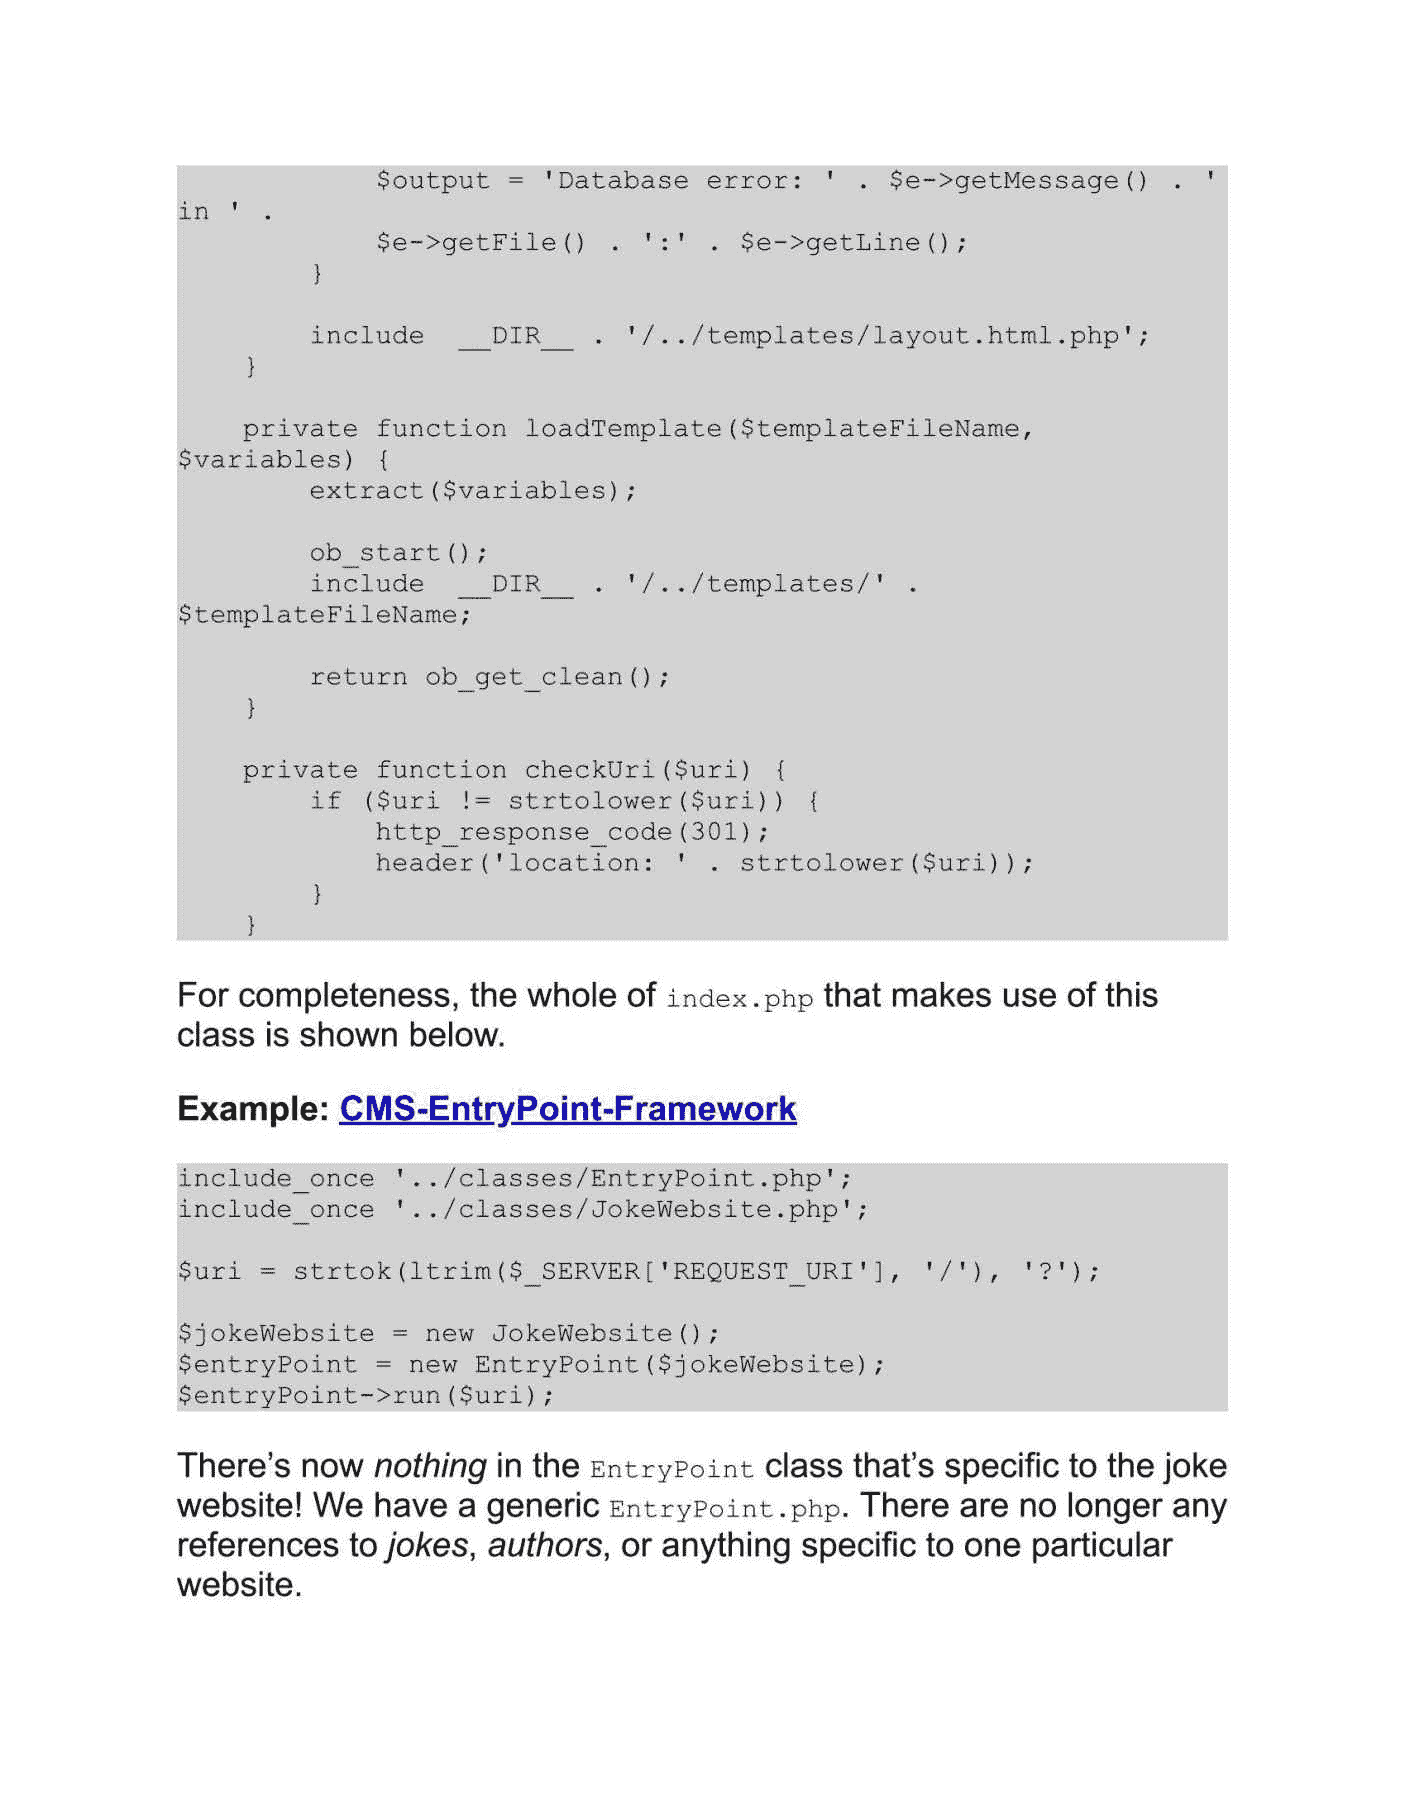 $output = 'Database error: ' . $e->getMessage() . '
in ' .
            $e->getFile() . ':' . $e->getLine();
        }

        include  __DIR__ . '/../templates/layout.html.php';
    }

    private function loadTemplate($templateFileName,
$variables) {
        extract($variables);

        ob_start();
        include  __DIR__ . '/../templates/' .
$templateFileName;

        return ob_get_clean();
    }

    private function checkUri($uri) {
        if ($uri != strtolower($uri)) {
            http_response_code(301);
            header('location: ' . strtolower($uri));
        }
    }
For completeness, the whole of index.php that makes use of this
class is shown below.
Example: CMS-EntryPoint-Framework
include_once '../classes/EntryPoint.php';
include_once '../classes/JokeWebsite.php';

$uri = strtok(ltrim($_SERVER['REQUEST_URI'], '/'), '?');

$jokeWebsite = new JokeWebsite();
$entryPoint = new EntryPoint($jokeWebsite);
$entryPoint->run($uri);
There’s now nothing in the EntryPoint class that’s specific to the joke
website! We have a generic EntryPoint.php. There are no longer any
references to jokes, authors, or anything specific to one particular
website.